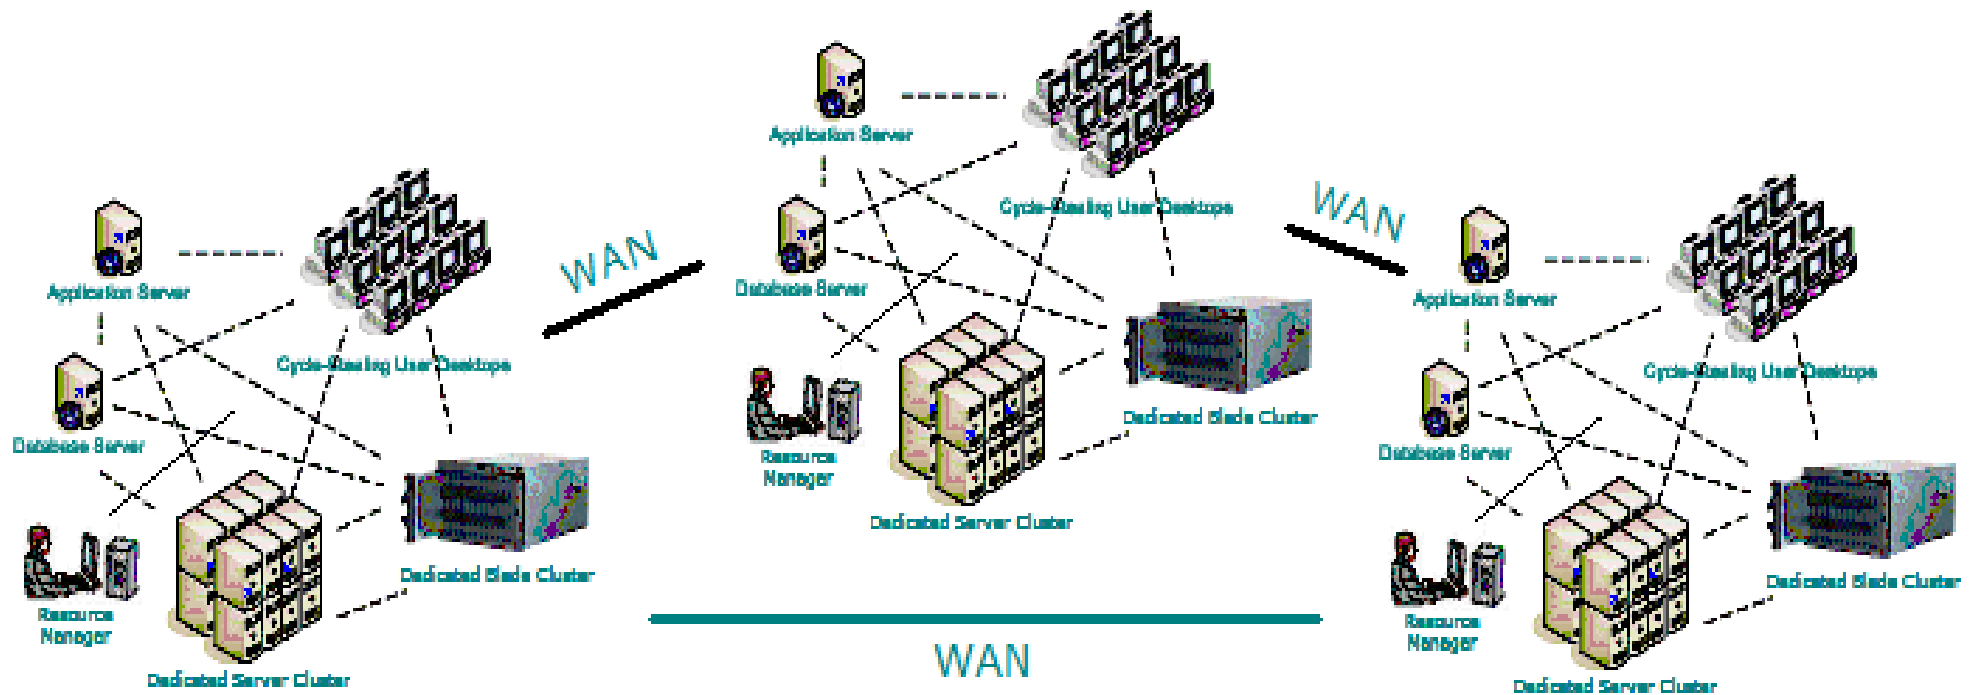 Application Server
Cycle-Stealing User Desktops
Database Server
Resource
Manager
Dedicated Blade Cluster
Dedicated Server Cluster
WAN
Application Server
Cycle-Stealing User Desktops
Database Server
Resource
Manager
Dedicated Blade Cluster
Dedicated Server Cluster
WAN
Application Server
Cycle-Stealing User Desktops
Database Server
Resource
Manager
Dedicated Blade Cluster
Dedicated Server Cluster
WAN